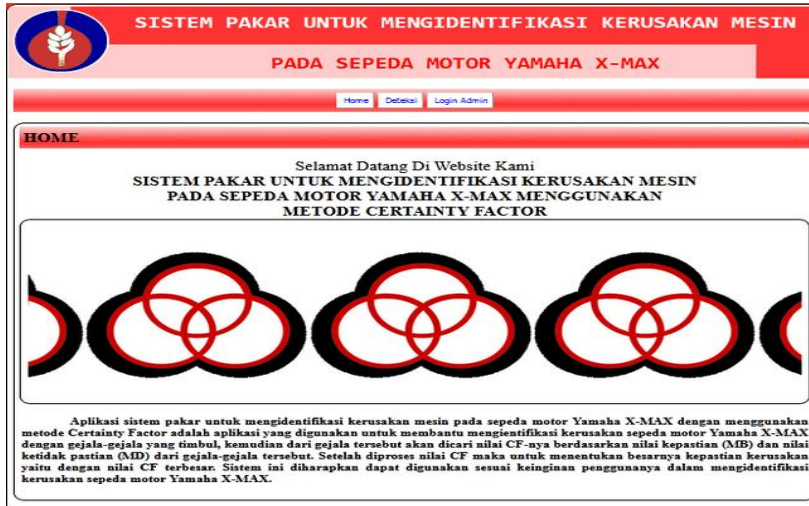 SISTEM PAKAR UNTUK MENGIDENTIFIKASI KERUSAKAN MESIN
PADA SEPEDA MOTOR YAMAHA X-MAX
Home Deteksi Login Admin
HOME
Selamat Datang Di Website Kami
SISTEM PAKAR UNTUK MENGIDENTIFIKASI KERUSAKAN MESIN
PADA SEPEDA MOTOR YAMAHA X-MAX MENGGUNAKAN
METODE CERTAINTY FACTOR
Aplikasi sistem pakar untuk mengidentifikasi kerusakan mesin pada sepeda motor Yamaha X-MAX dengan menggunakan
metode Certainty Factor adalah aplikasi yang digunakan untuk membantu mengientifikasi kerusakan sepeda motor Yamaha X-MAX
dengan gejala-gejala yang timbul, kemudian dari gejala tersebut akan dicari nilai CF-nya berdasarkan nilai kepastian (MB) dan nilai
ketidak pastian (MD) dari gejala-gejala tersebut. Setelah diproses nilai CF maka untuk menentukan besarnya kepastian kerusakan
yaitu dengan nilai CF terbesar. Sistem ini diharapkan dapat digunakan sesuai keinginan penggunanya dalam mengidentifikasi
kerusakan sepeda motor Yamaha X-MAX.